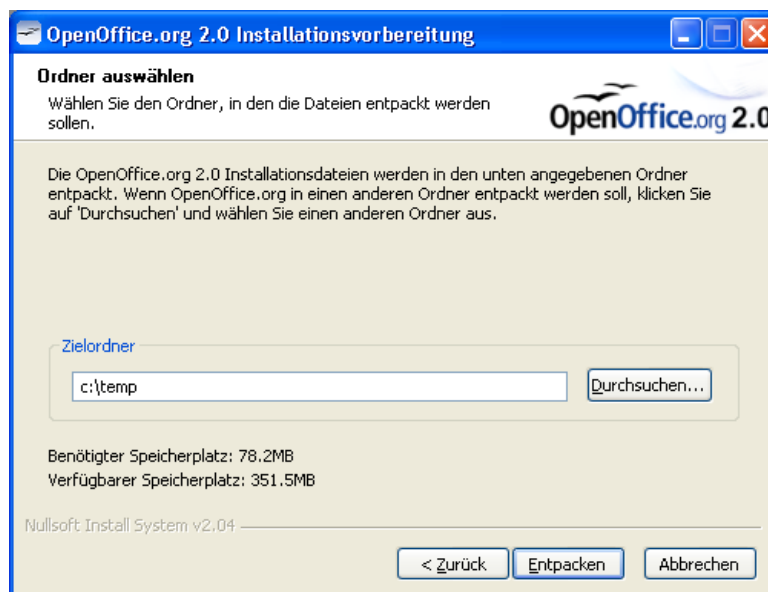 OpenOffice.org 2.0 Installationsvorbereitung
Ordner auswählen
Wählen Sie den Ordner, in den die Dateien entpackt werden
sollen.
OpenOffice.org 2.0
Die OpenOffice.org 2.0 Installationsdateien werden in den unten angegebenen Ordner
entpackt. Wenn OpenOffice.org in einen anderen Ordner entpackt werden soll, klicken Sie
auf 'Durchsuchen' und wählen Sie einen anderen Ordner aus.
Zielordner
c:\temp
Durchsuchen...
Benötigter Speicherplatz: 78.2MB
Verfügbarer Speicherplatz: 351.5MB
Nullsoft Install System v2.04
< Zurück
Entpacken
Abbrechen